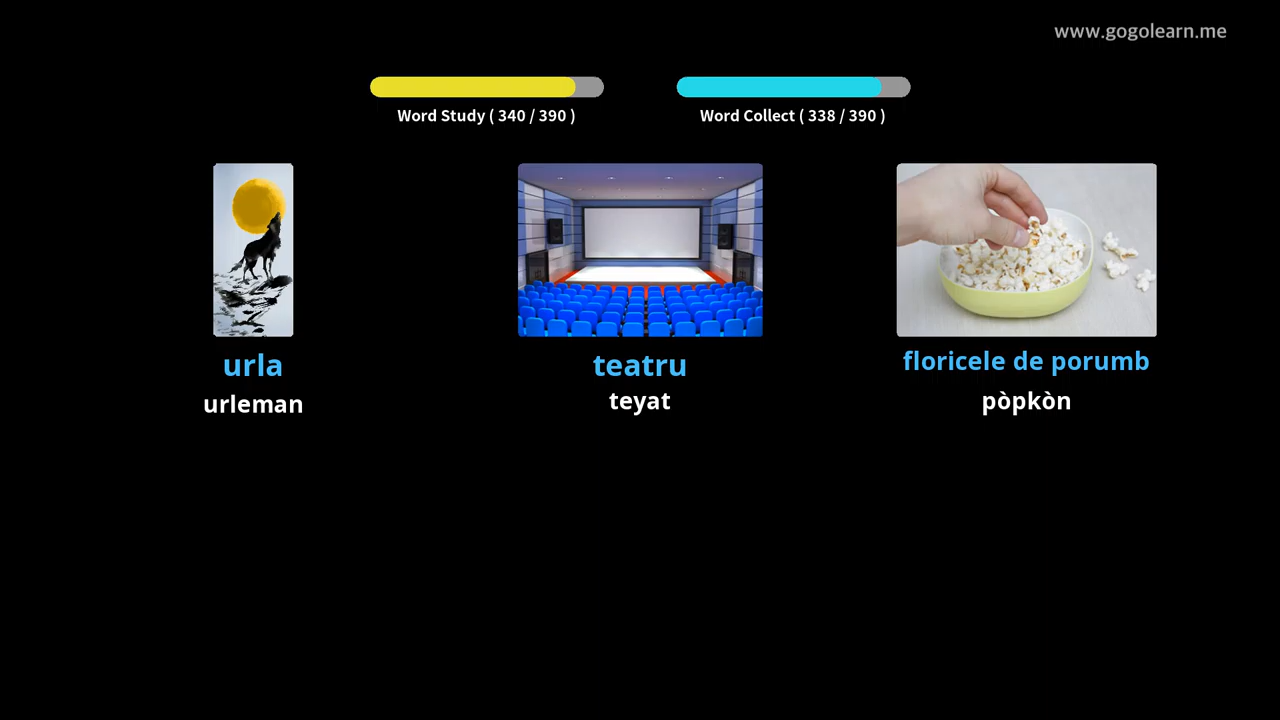 www.gogolearn.me
Word Study ( 340 / 390 )
Word Collect ( 338 / 390 )
urla
urleman
teatru
teyat
floricele de porumb
pòpkòn